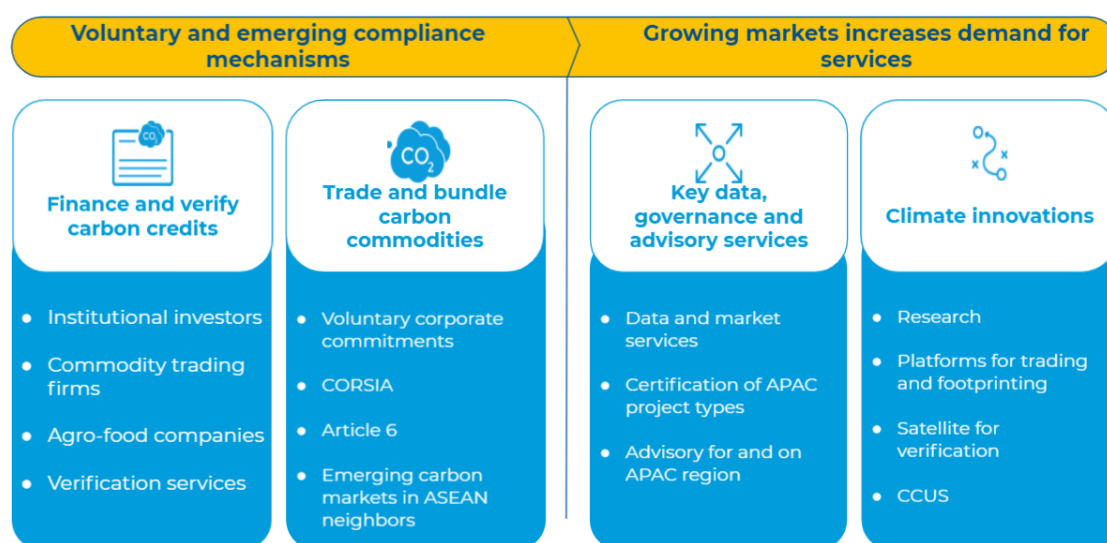 Voluntary and emerging compliance
mechanisms
Growing markets increases demand for
services
CO2
Finance and verify
carbon credits
CO2
Trade and bundle
carbon
commodities
Key data,
governance and
advisory services
Climate innovations
• Institutional investors
• Commodity trading
firms
• Agro-food companies
• Verification services
• Voluntary corporate
commitments
• CORSIA
• Article 6
• Emerging carbon
markets in ASEAN
neighbors
• Data and market
services
• Certification of APAC
project types
• Advisory for and on
APAC region
• Research
• Platforms for trading
and footprinting
• Satellite for
verification
• CCUS